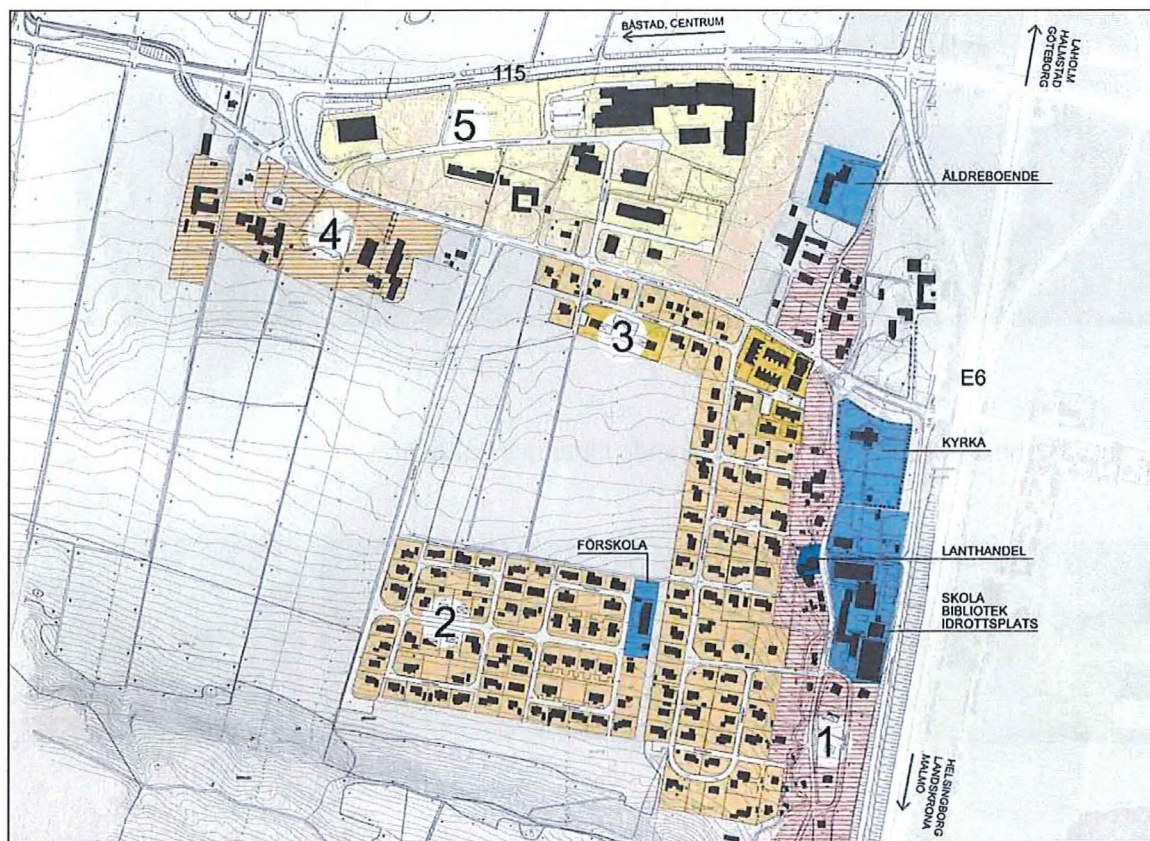 BÅSTAD, CENTRUM
LAHOLM
HALMSTAD
GÖTEBORG
115
5
ÄLDREBOENDE
4
3
E6
KYRKA
FÖRSKOLA
LANTHANDEL
SKOLA
BIBLIOTEK
IDROTTSPLATS
2
1
HELSINGBORG
LANDSKRONA
MALMÖ